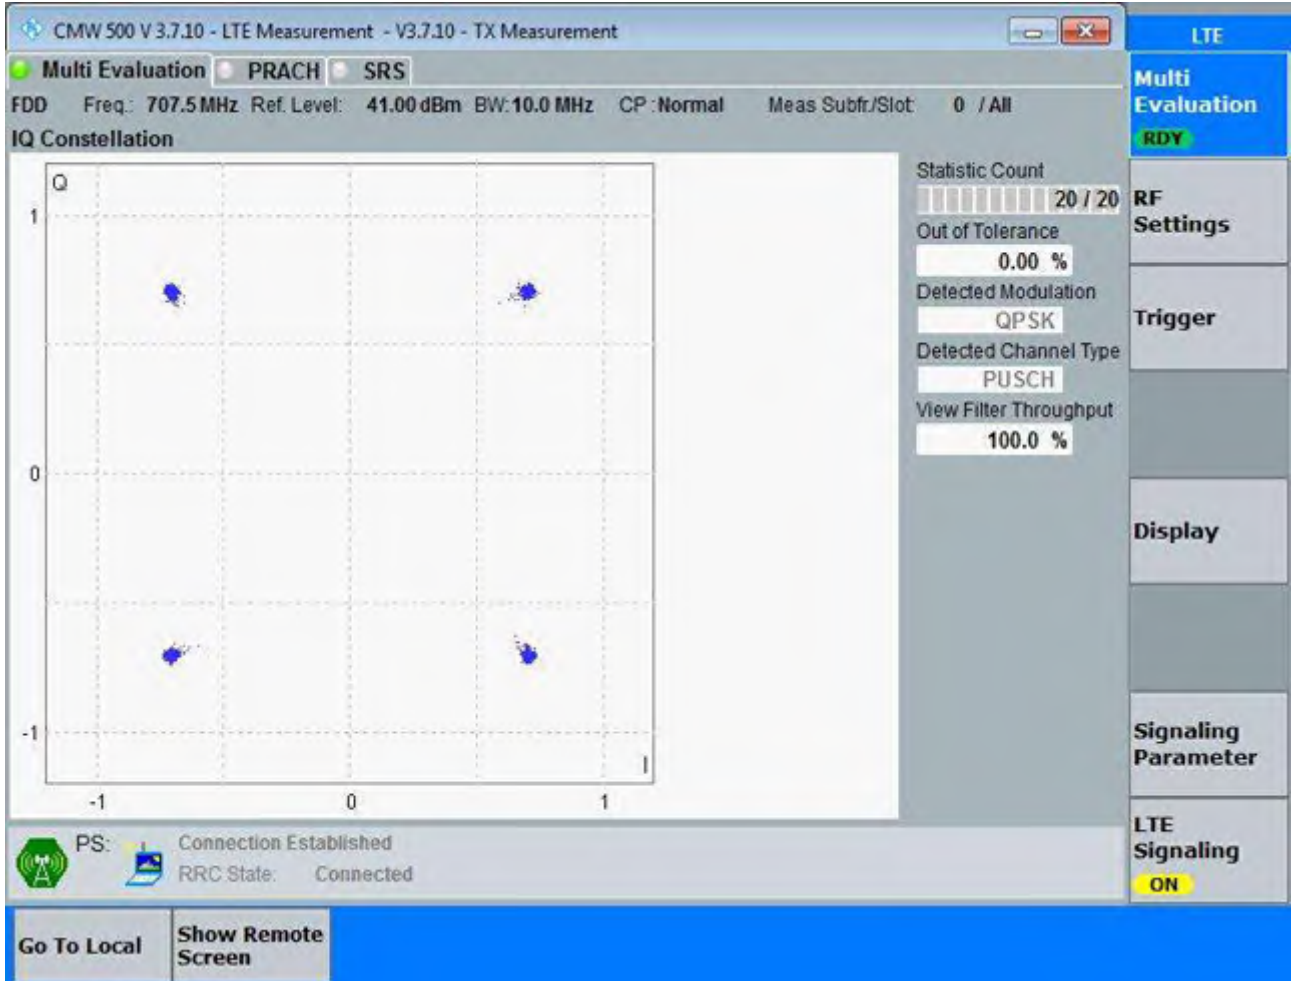 CMW 500 V 3.7.10 - LTE Measurement - V3.7.10 - TX Measurement
Multi Evaluation PRACH SRS
FDD Freq.: 707.5 MHz Ref. Level: 41.00 dBm BW: 10.0 MHz CP : Normal Meas Subfr./Slot: 0 / All
IQ Constellation
Q
1
0
-1
I
-1 0 1
Statistic Count
20 / 20
Out of Tolerance
0.00 %
Detected Modulation
QPSK
Detected Channel Type
PUSCH
View Filter Throughput
100.0 %
PS: Connection Established
RRC State: Connected
LTE
Multi
Evaluation
RDY
RF
Settings
Trigger
Display
Signaling
Parameter
LTE
Signaling
ON
Go To Local
Show Remote
Screen